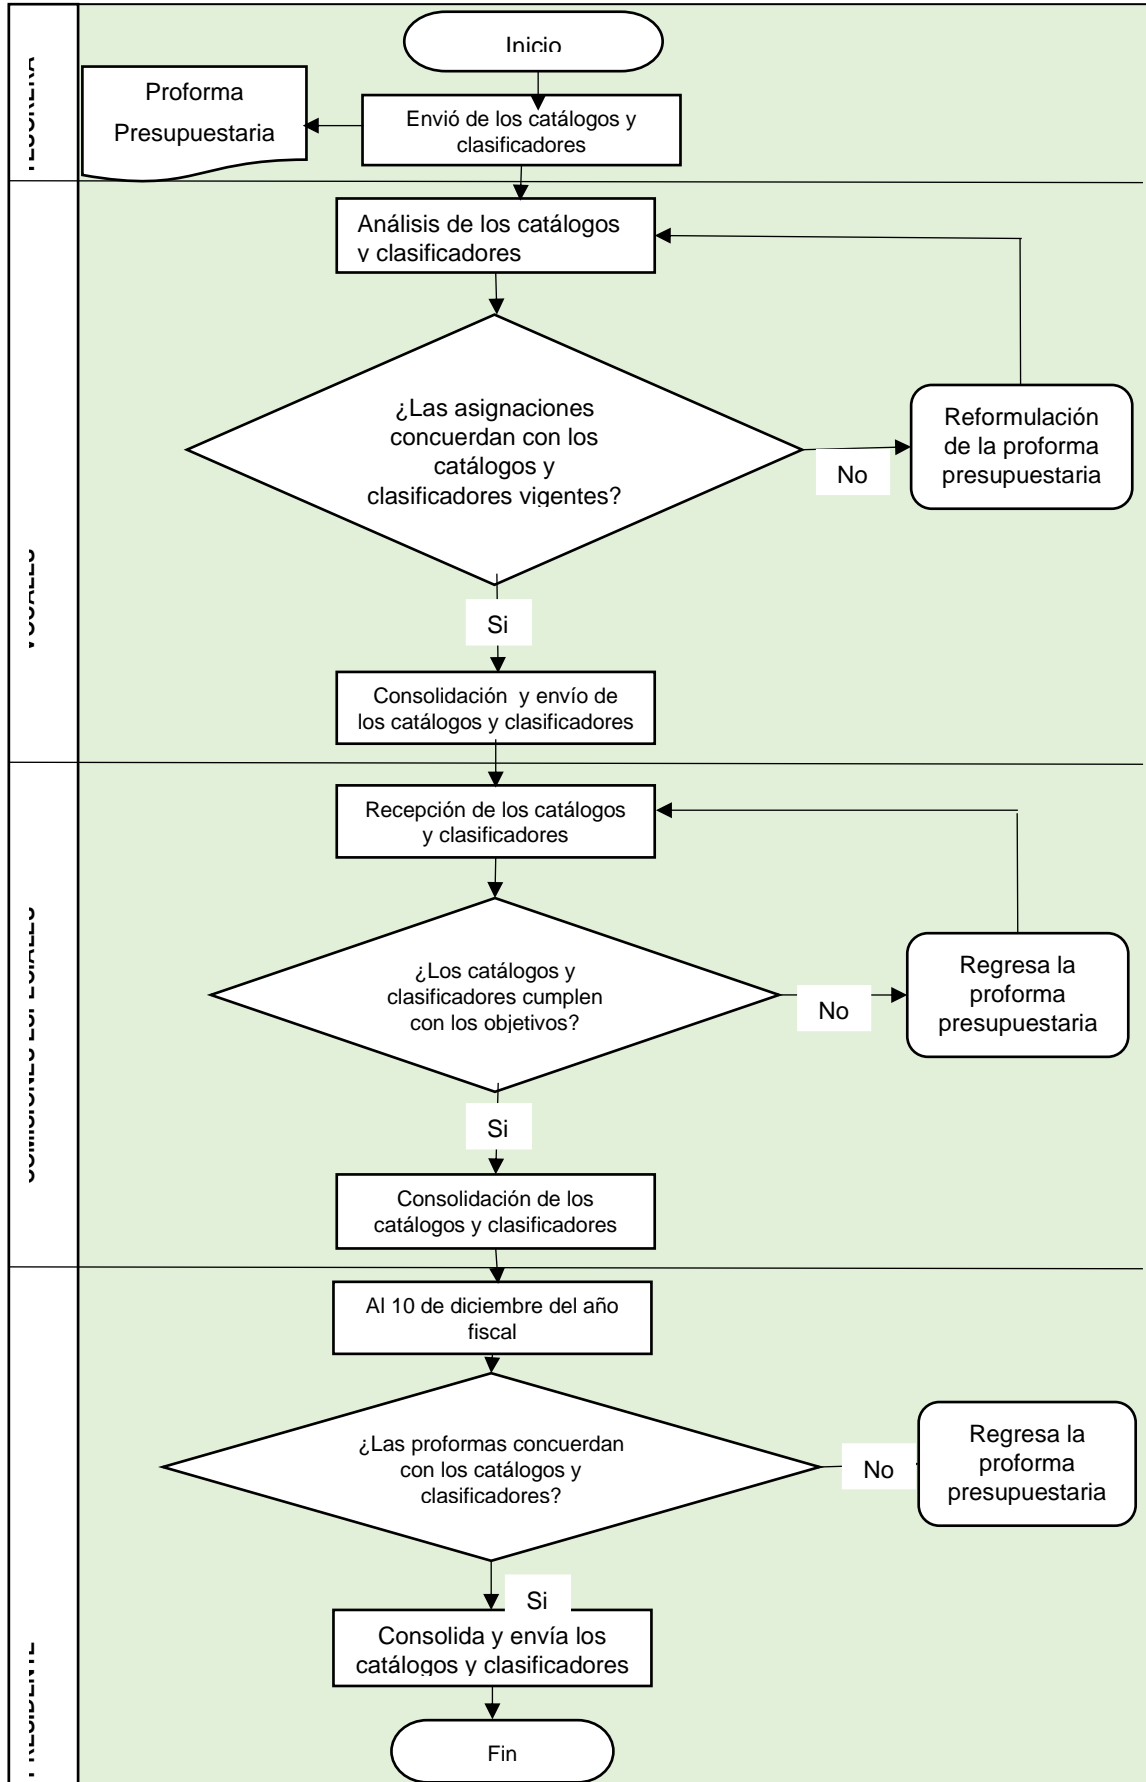 Inicio
Proforma
Presupuestaria
Envió de los catálogos y
clasificadores
Análisis de los catálogos
y clasificadores
¿Las asignaciones
concuerdan con los
catálogos y
clasificadores vigentes?
No
Reformulación
de la proforma
presupuestaria
Si
Consolidación y envío de
los catálogos y clasificadores
Recepción de los catálogos
y clasificadores
¿Los catálogos y
clasificadores cumplen
con los objetivos?
No
Regresa la
proforma
presupuestaria
Si
Consolidación de los
catálogos y clasificadores
Al 10 de diciembre del año
fiscal
¿Las proformas concuerdan
con los catálogos y
clasificadores?
No
Regresa la
proforma
presupuestaria
Si
Consolida y envía los
catálogos y clasificadores
Fin